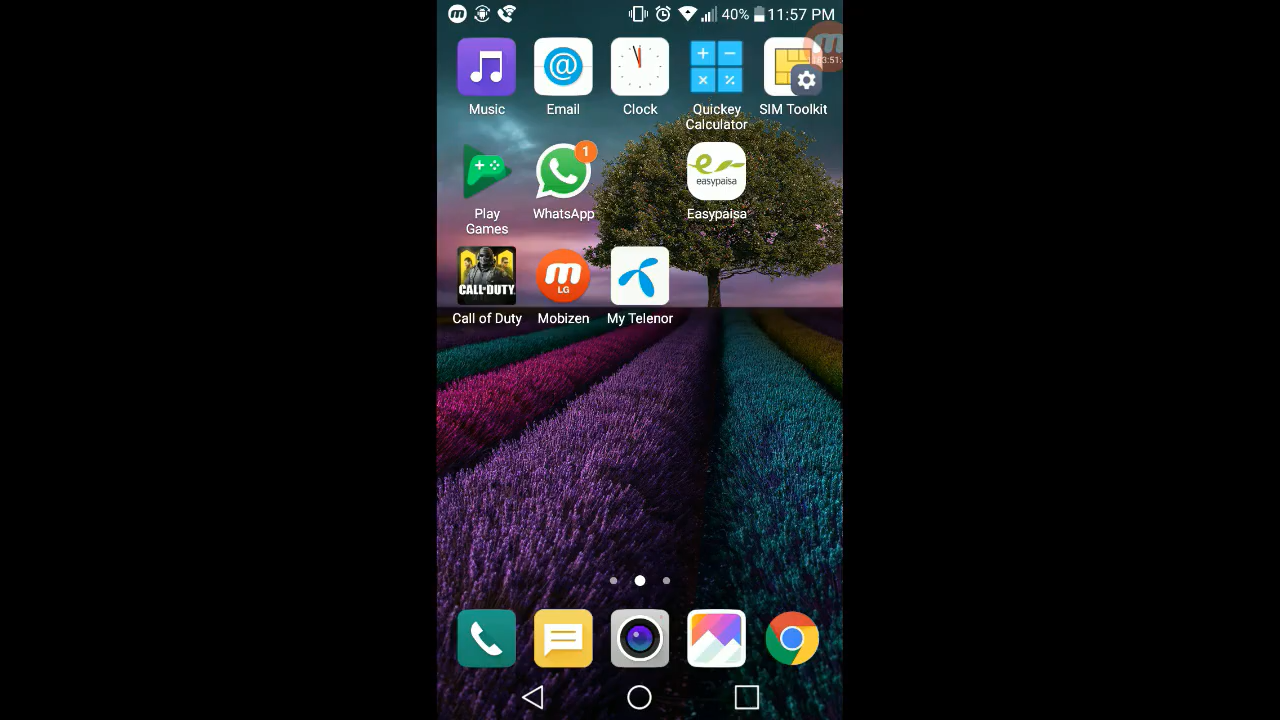 40% 11:57 PM
Music Email Clock Quickey Calculator SIM Toolkit
@
+ −
× %
Play Games WhatsApp Easypaisa
1
easypaisa
CALL OF DUTY
m LG
Call of Duty Mobizen My Telenor